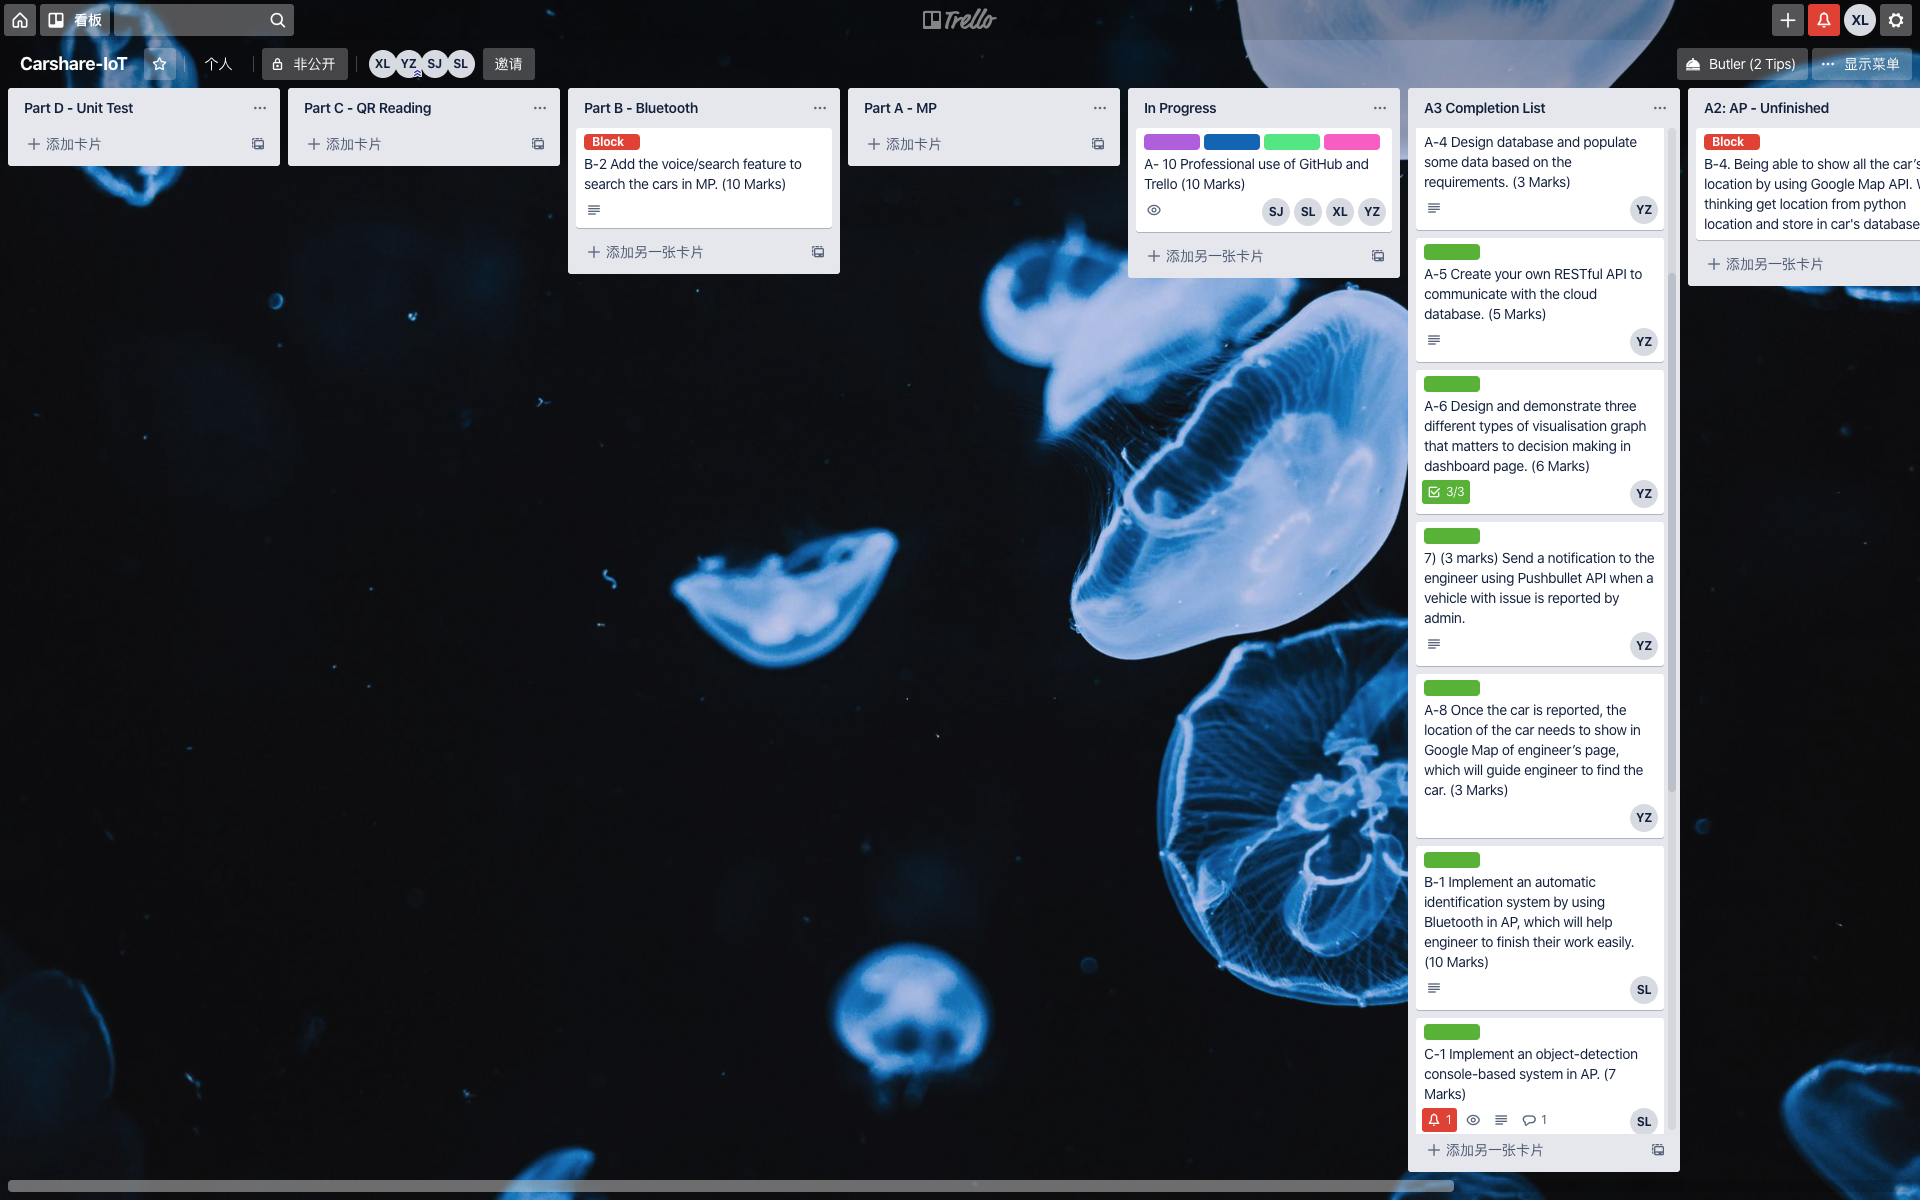 看板
Trello
XL
Carshare-IoT
个人
非公开
XL YZ SJ SL
邀请
Butler (2 Tips)
显示菜单
Part D - Unit Test
添加卡片
Part C - QR Reading
添加卡片
Part B - Bluetooth
Block
B-2 Add the voice/search feature to
search the cars in MP. (10 Marks)
添加另一张卡片
Part A - MP
添加卡片
In Progress
A- 10 Professional use of GitHub and
Trello (10 Marks)
SJ SL XL YZ
添加另一张卡片
A3 Completion List
A-4 Design database and populate
some data based on the
requirements. (3 Marks)
YZ
A-5 Create your own RESTful API to
communicate with the cloud
database. (5 Marks)
YZ
A-6 Design and demonstrate three
different types of visualisation graph
that matters to decision making in
dashboard page. (6 Marks)
3/3
YZ
7) (3 marks) Send a notification to the
engineer using Pushbullet API when a
vehicle with issue is reported by
admin.
YZ
A-8 Once the car is reported, the
location of the car needs to show in
Google Map of engineer’s page,
which will guide engineer to find the
car. (3 Marks)
YZ
B-1 Implement an automatic
identification system by using
Bluetooth in AP, which will help
engineer to finish their work easily.
(10 Marks)
SL
C-1 Implement an object-detection
console-based system in AP. (7
Marks)
1 1
SL
添加另一张卡片
A2: AP - Unfinished
Block
B-4. Being able to show all the car’s
location by using Google Map API.
thinking get location from python
location and store in car's database
添加另一张卡片